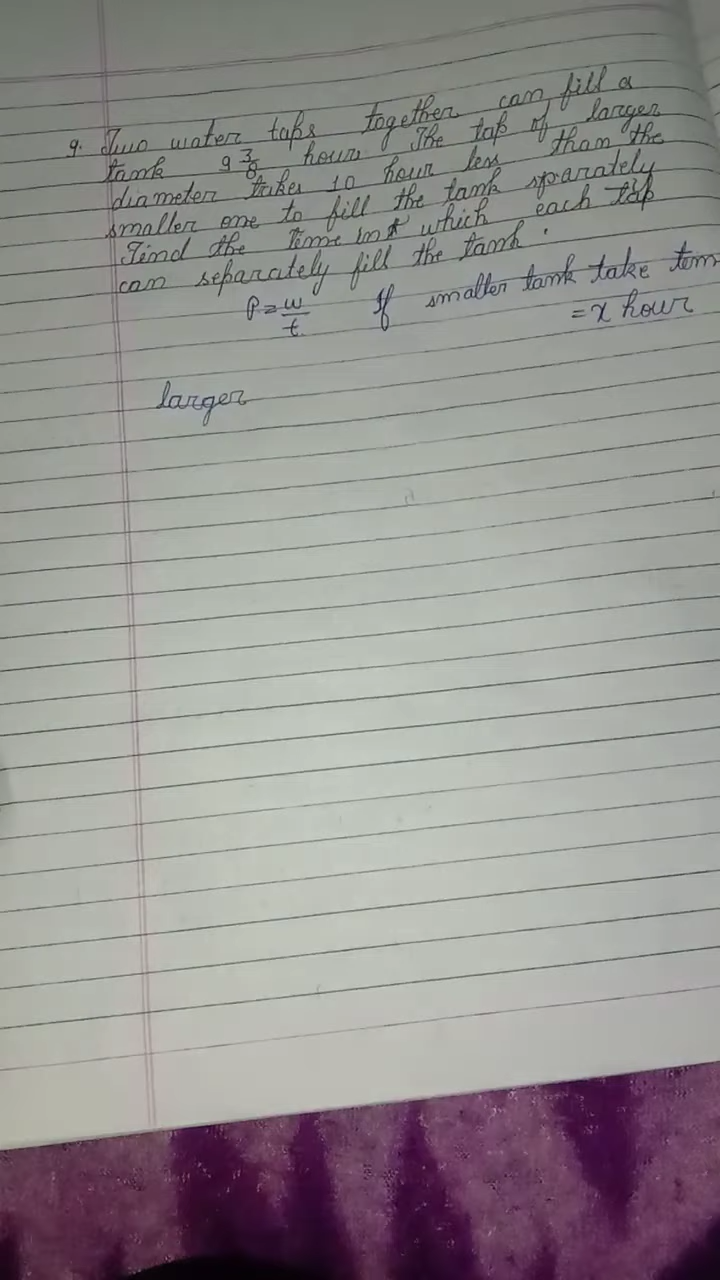 9. Two water taps together can fill a
tank 9 3/8 hours The tap of larger
diameter takes 10 hour less than the
smaller one to fill the tank sparately
Find the Time in which each tap
can separately fill the tank.
P = w/t If smaller tank take tem
= x hour
larger